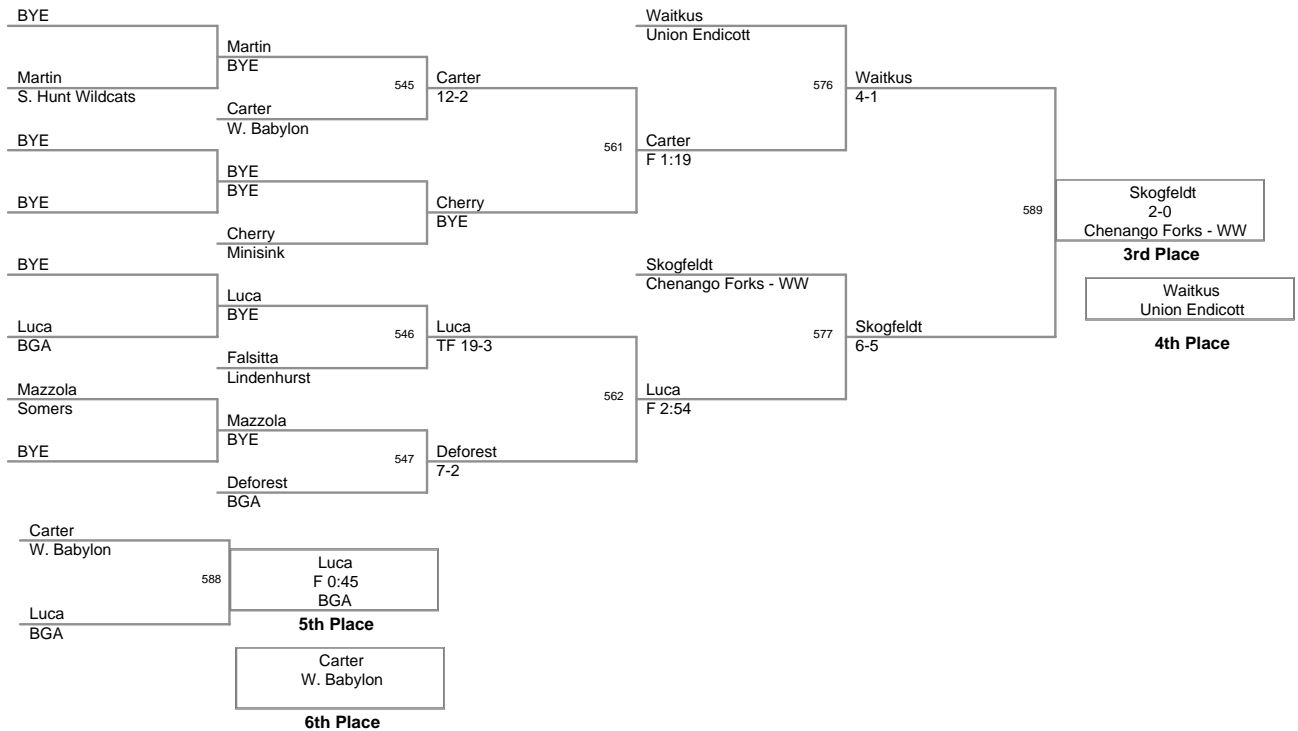 BYE
Martin
S. Hunt Wildcats
BYE
BYE
BYE
Luca
BGA
Mazzola
Somers
BYE
Martin
BYE
545
Carter
W. Babylon
BYE
BYE
Cherry
Minisink
Luca
BYE
546
Falsitta
Lindenhurst
Mazzola
BYE
547
Deforest
BGA
Carter
12-2
561
Cherry
BYE
Luca
TF 19-3
562
Deforest
7-2
Waitkus
Union Endicott
576
Carter
F 1:19
Skogfeldt
Chenango Forks - WW
577
Luca
F 2:54
Waitkus
4-1
589
Skogfeldt
6-5
Skogfeldt
2-0
Chenango Forks - WW
3rd Place
Waitkus
Union Endicott
4th Place
Carter
W. Babylon
588
Luca
BGA
Luca
F 0:45
BGA
5th Place
Carter
W. Babylon
6th Place